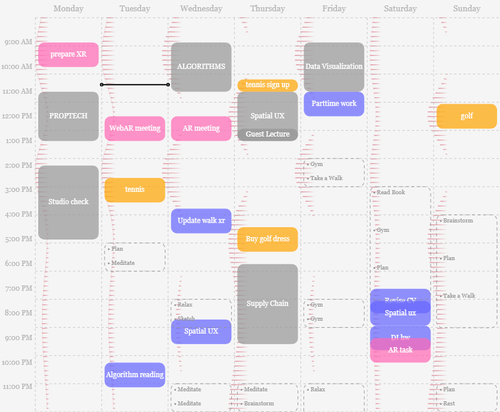 Monday Tuesday Wednesday Thursday Friday Saturday Sunday
9:00 AM
prepare XR
ALGORITHMS
Data Visualization
10:00 AM
tennis sign up
11:00 AM
Parttime work
PROPTECH
Spatial UX
golf
12:00 PM
WebAR meeting
AR meeting
Guest Lecture
1:00 PM
2:00 PM
• Gym
• Take a Walk
3:00 PM
tennis
• Read Book
Studio check
4:00 PM
Update walk xr
• Brainstorm
• Gym
5:00 PM
Buy golf dress
• Plan
• Meditate
• Plan
6:00 PM
• Plan
7:00 PM
• Take a Walk
• Relax
Supply Chain
• Gym
8:00 PM
Spatial ux
• Gym
Spatial UX
9:00 PM
AR task
10:00 PM
Algorithm reading
11:00 PM
• Meditate
• Meditate
• Relax
• Plan
• Meditate
• Brainstorm
• Rest